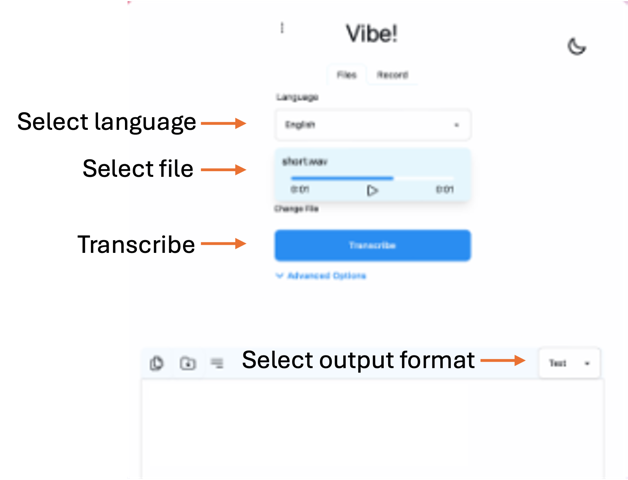 Vibe!
Files Record
Language
Select language
English
short.wav
Select file
0:01 0:01
Change File
Transcribe
Transcribe
Advanced Options
Select output format
Text